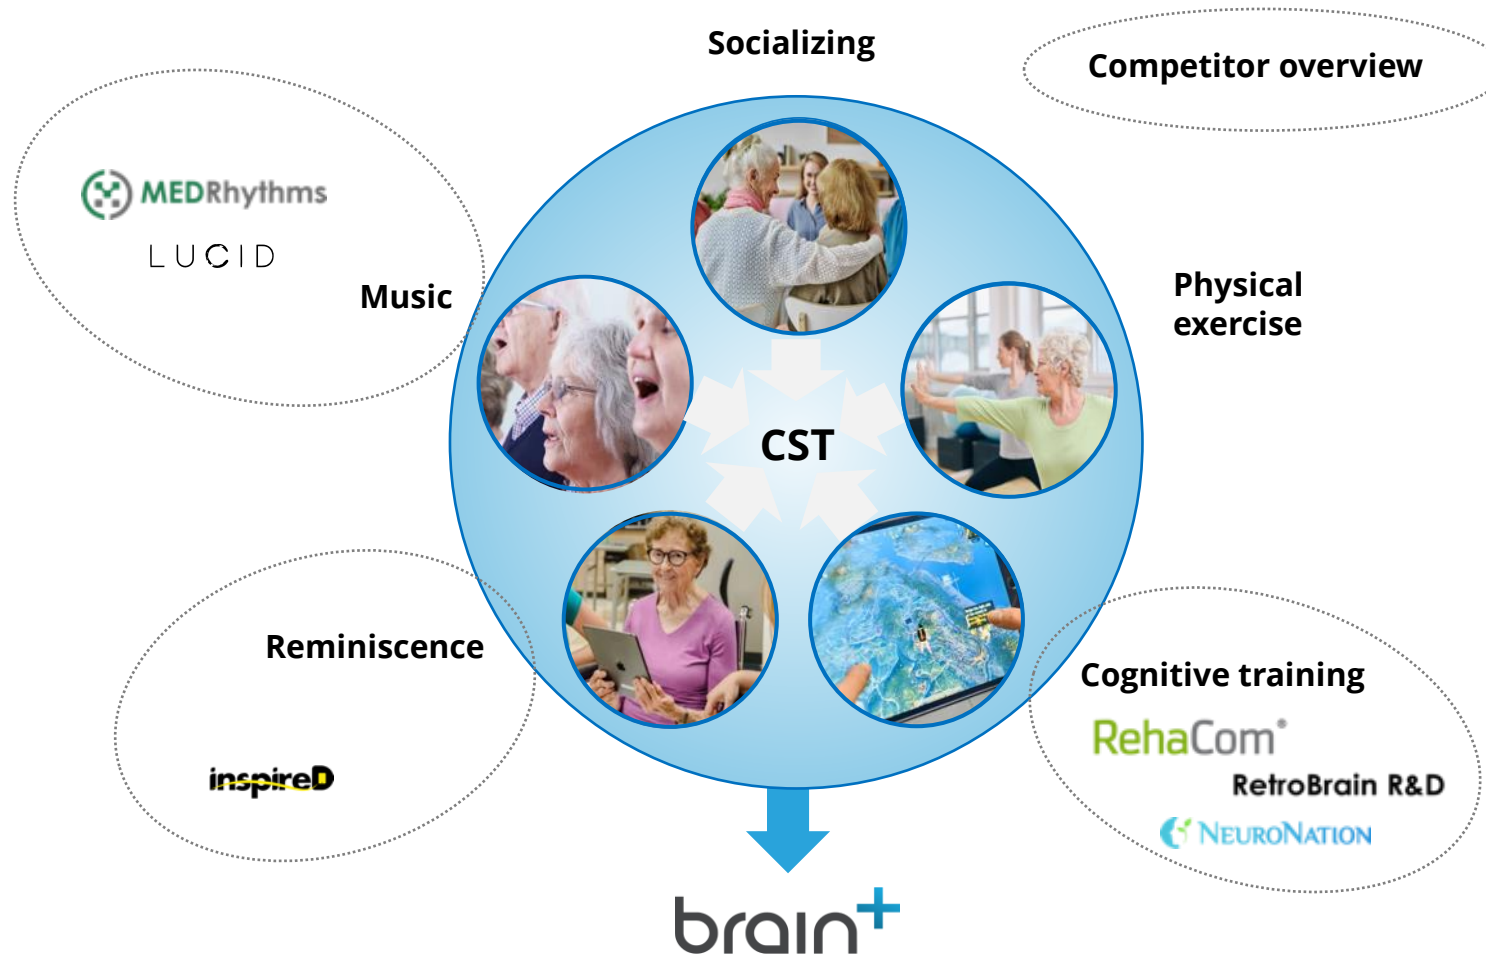 Socializing
Competitor overview
MEDRhythms
LUCID
Music
Physical
exercise
CST
Reminiscence
inspireD
Cognitive training
RehaCom®
RetroBrain R&D
NEURONATION
brain+